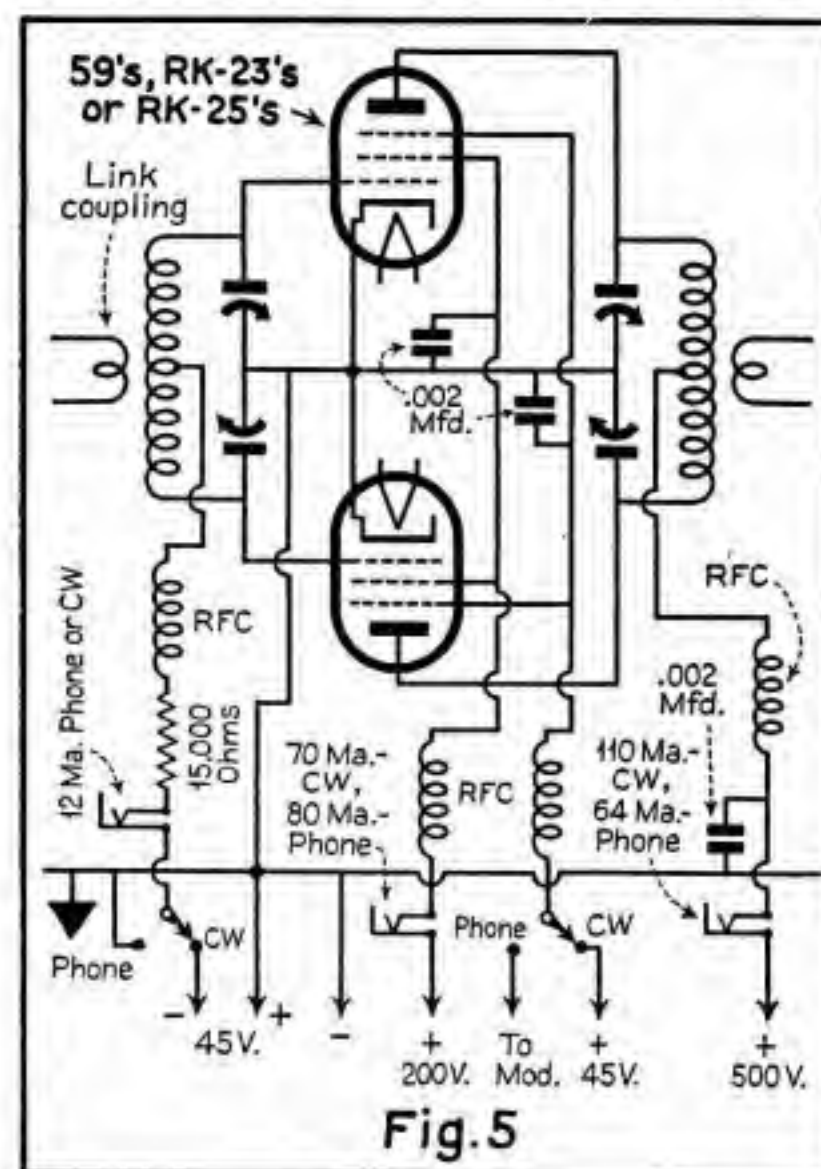 59's, RK-23's
or RK-25's
Link
coupling
.002
Mfd.
RFC
12 Ma. Phone or CW
RFC
15,000
Ohms
70 Ma.-
CW,
80 Ma.-
Phone
RFC
.002
Mfd.
110 Ma.-
CW,
64 Ma.-
Phone
Phone
CW
Phone
CW
- 45V. +
-
+
200V.
To
Mod.
+
45V.
+
500V.
Fig.5